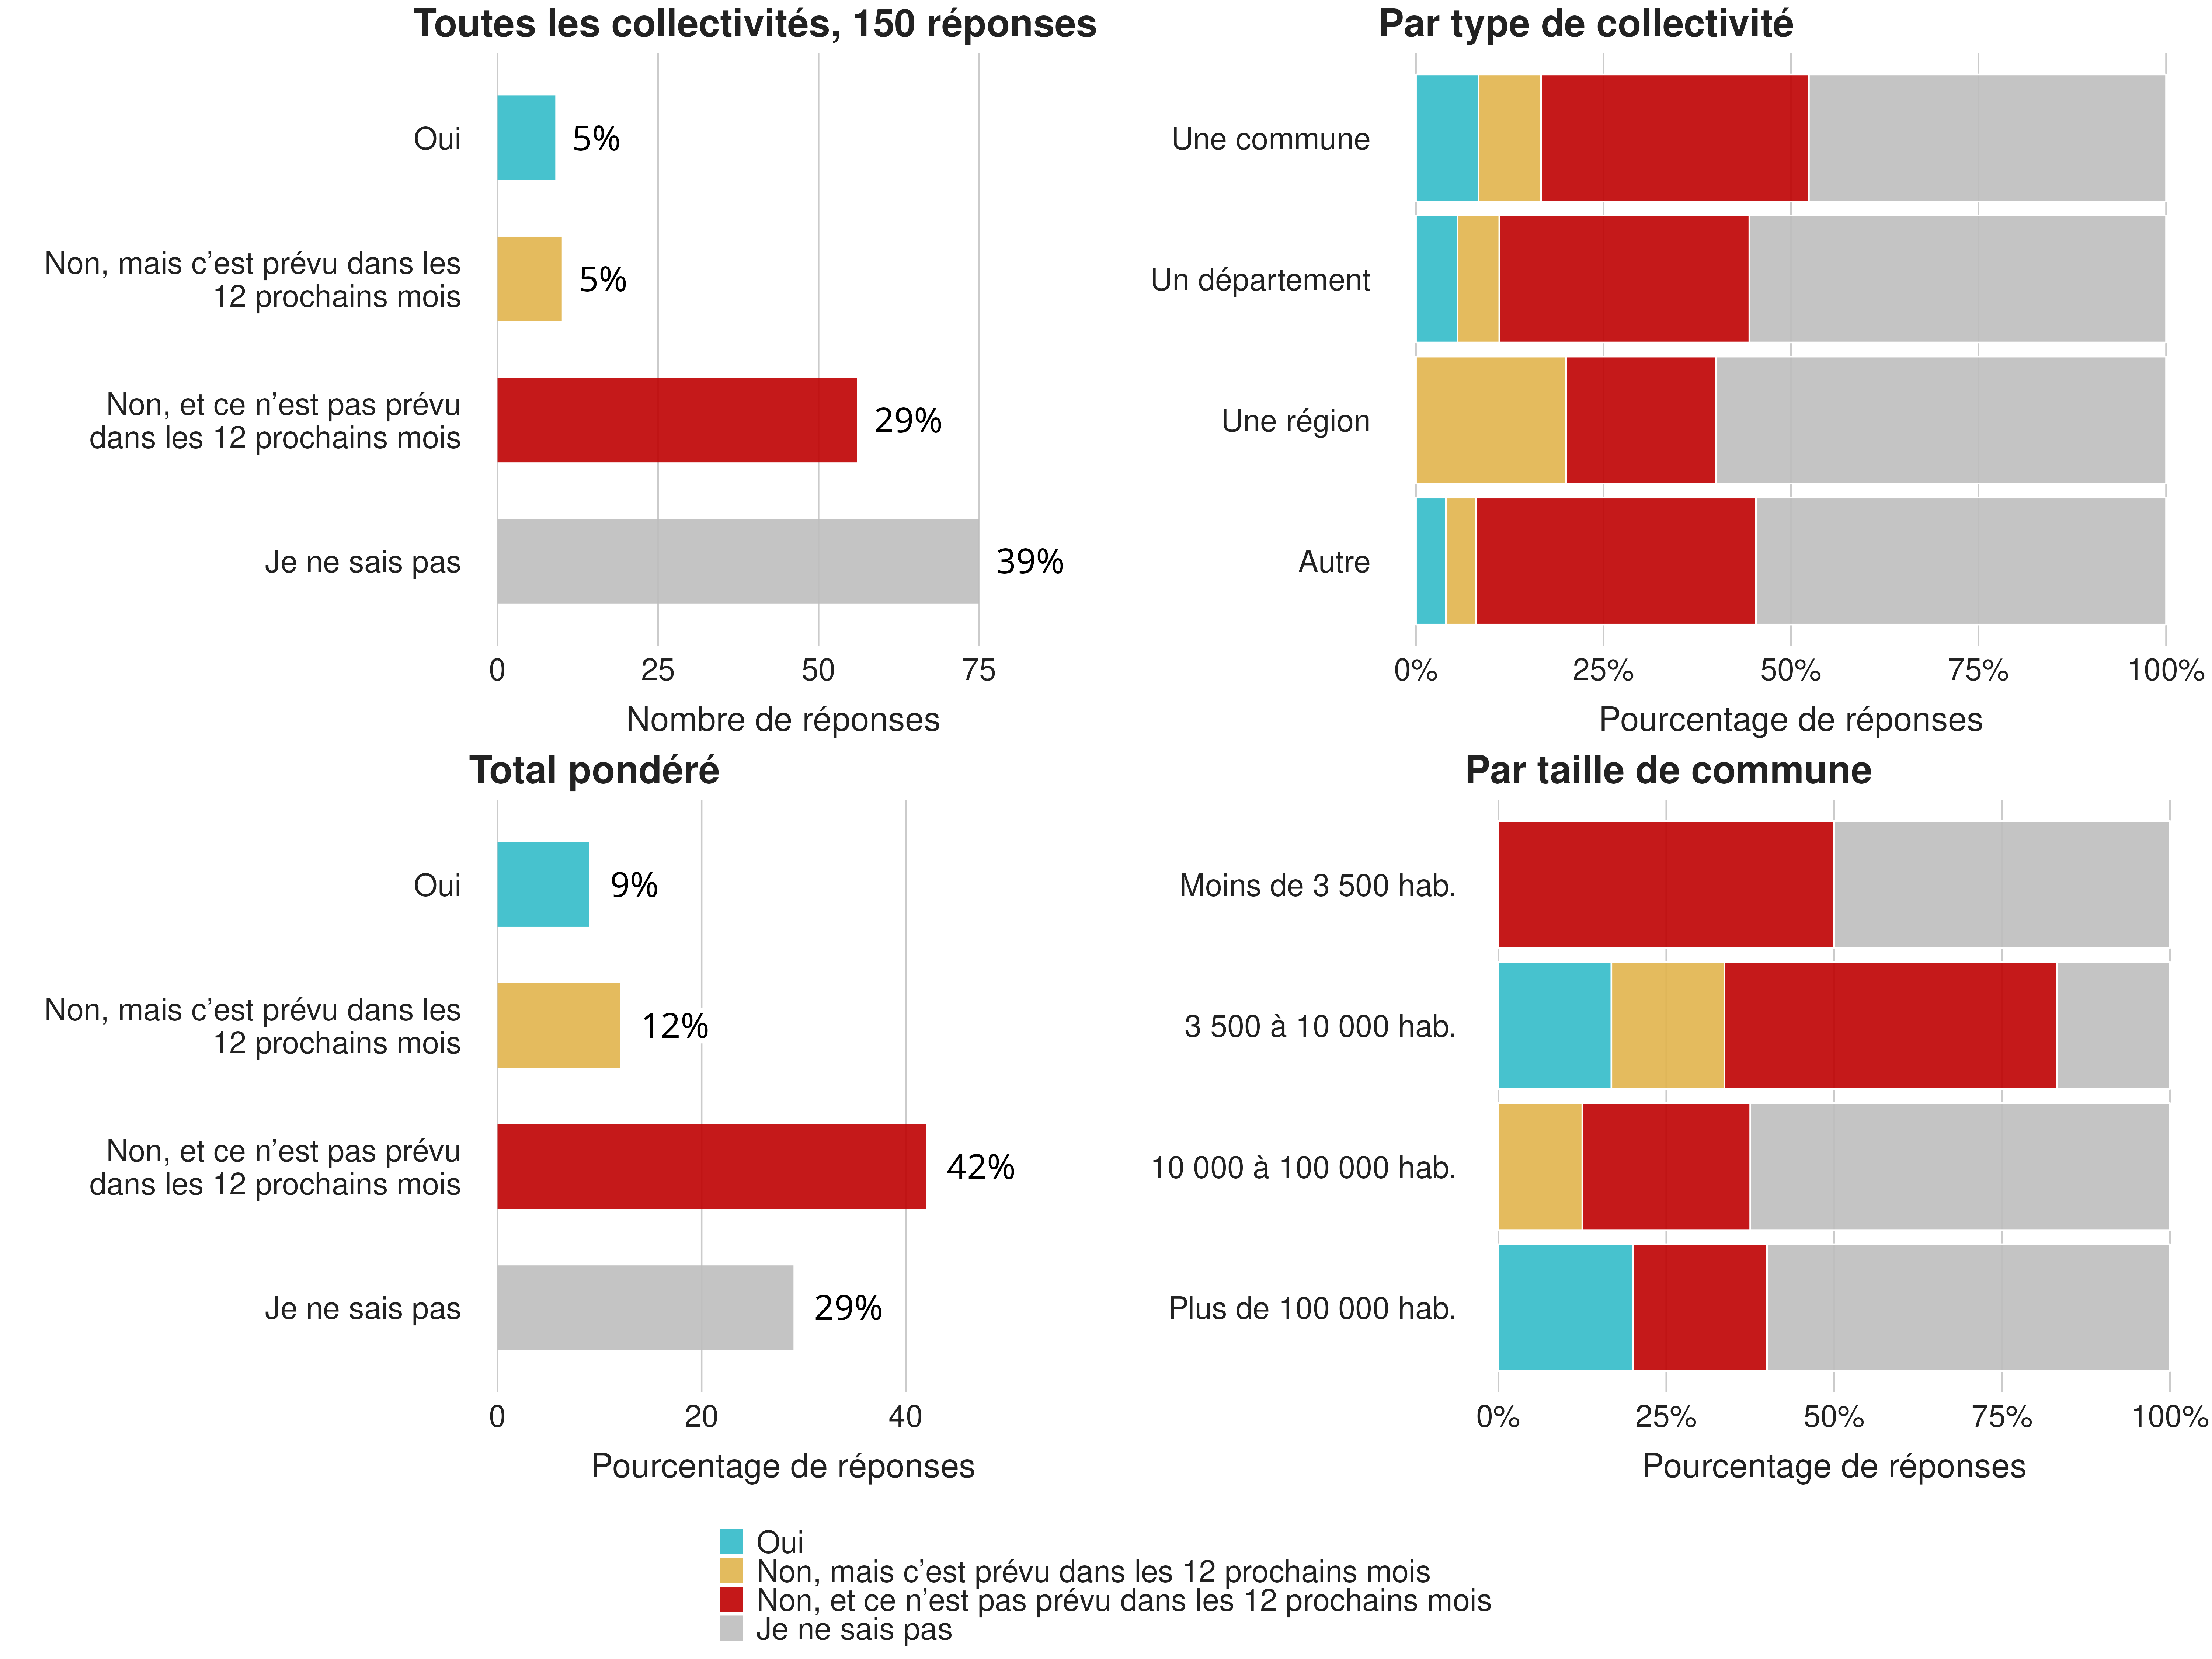 Toutes les collectivités, 150 réponses
Oui
5%
Non, mais c’est prévu dans les
12 prochains mois
5%
Non, et ce n’est pas prévu
dans les 12 prochains mois
29%
Je ne sais pas
39%
0 25 50 75
Nombre de réponses
Par type de collectivité
Une commune
Un département
Une région
Autre
0% 25% 50% 75% 100%
Pourcentage de réponses
Total pondéré
Oui
9%
Non, mais c’est prévu dans les
12 prochains mois
12%
Non, et ce n’est pas prévu
dans les 12 prochains mois
42%
Je ne sais pas
29%
0 20 40
Pourcentage de réponses
Par taille de commune
Moins de 3 500 hab.
3 500 à 10 000 hab.
10 000 à 100 000 hab.
Plus de 100 000 hab.
0% 25% 50% 75% 100%
Pourcentage de réponses
Oui
Non, mais c’est prévu dans les 12 prochains mois
Non, et ce n’est pas prévu dans les 12 prochains mois
Je ne sais pas